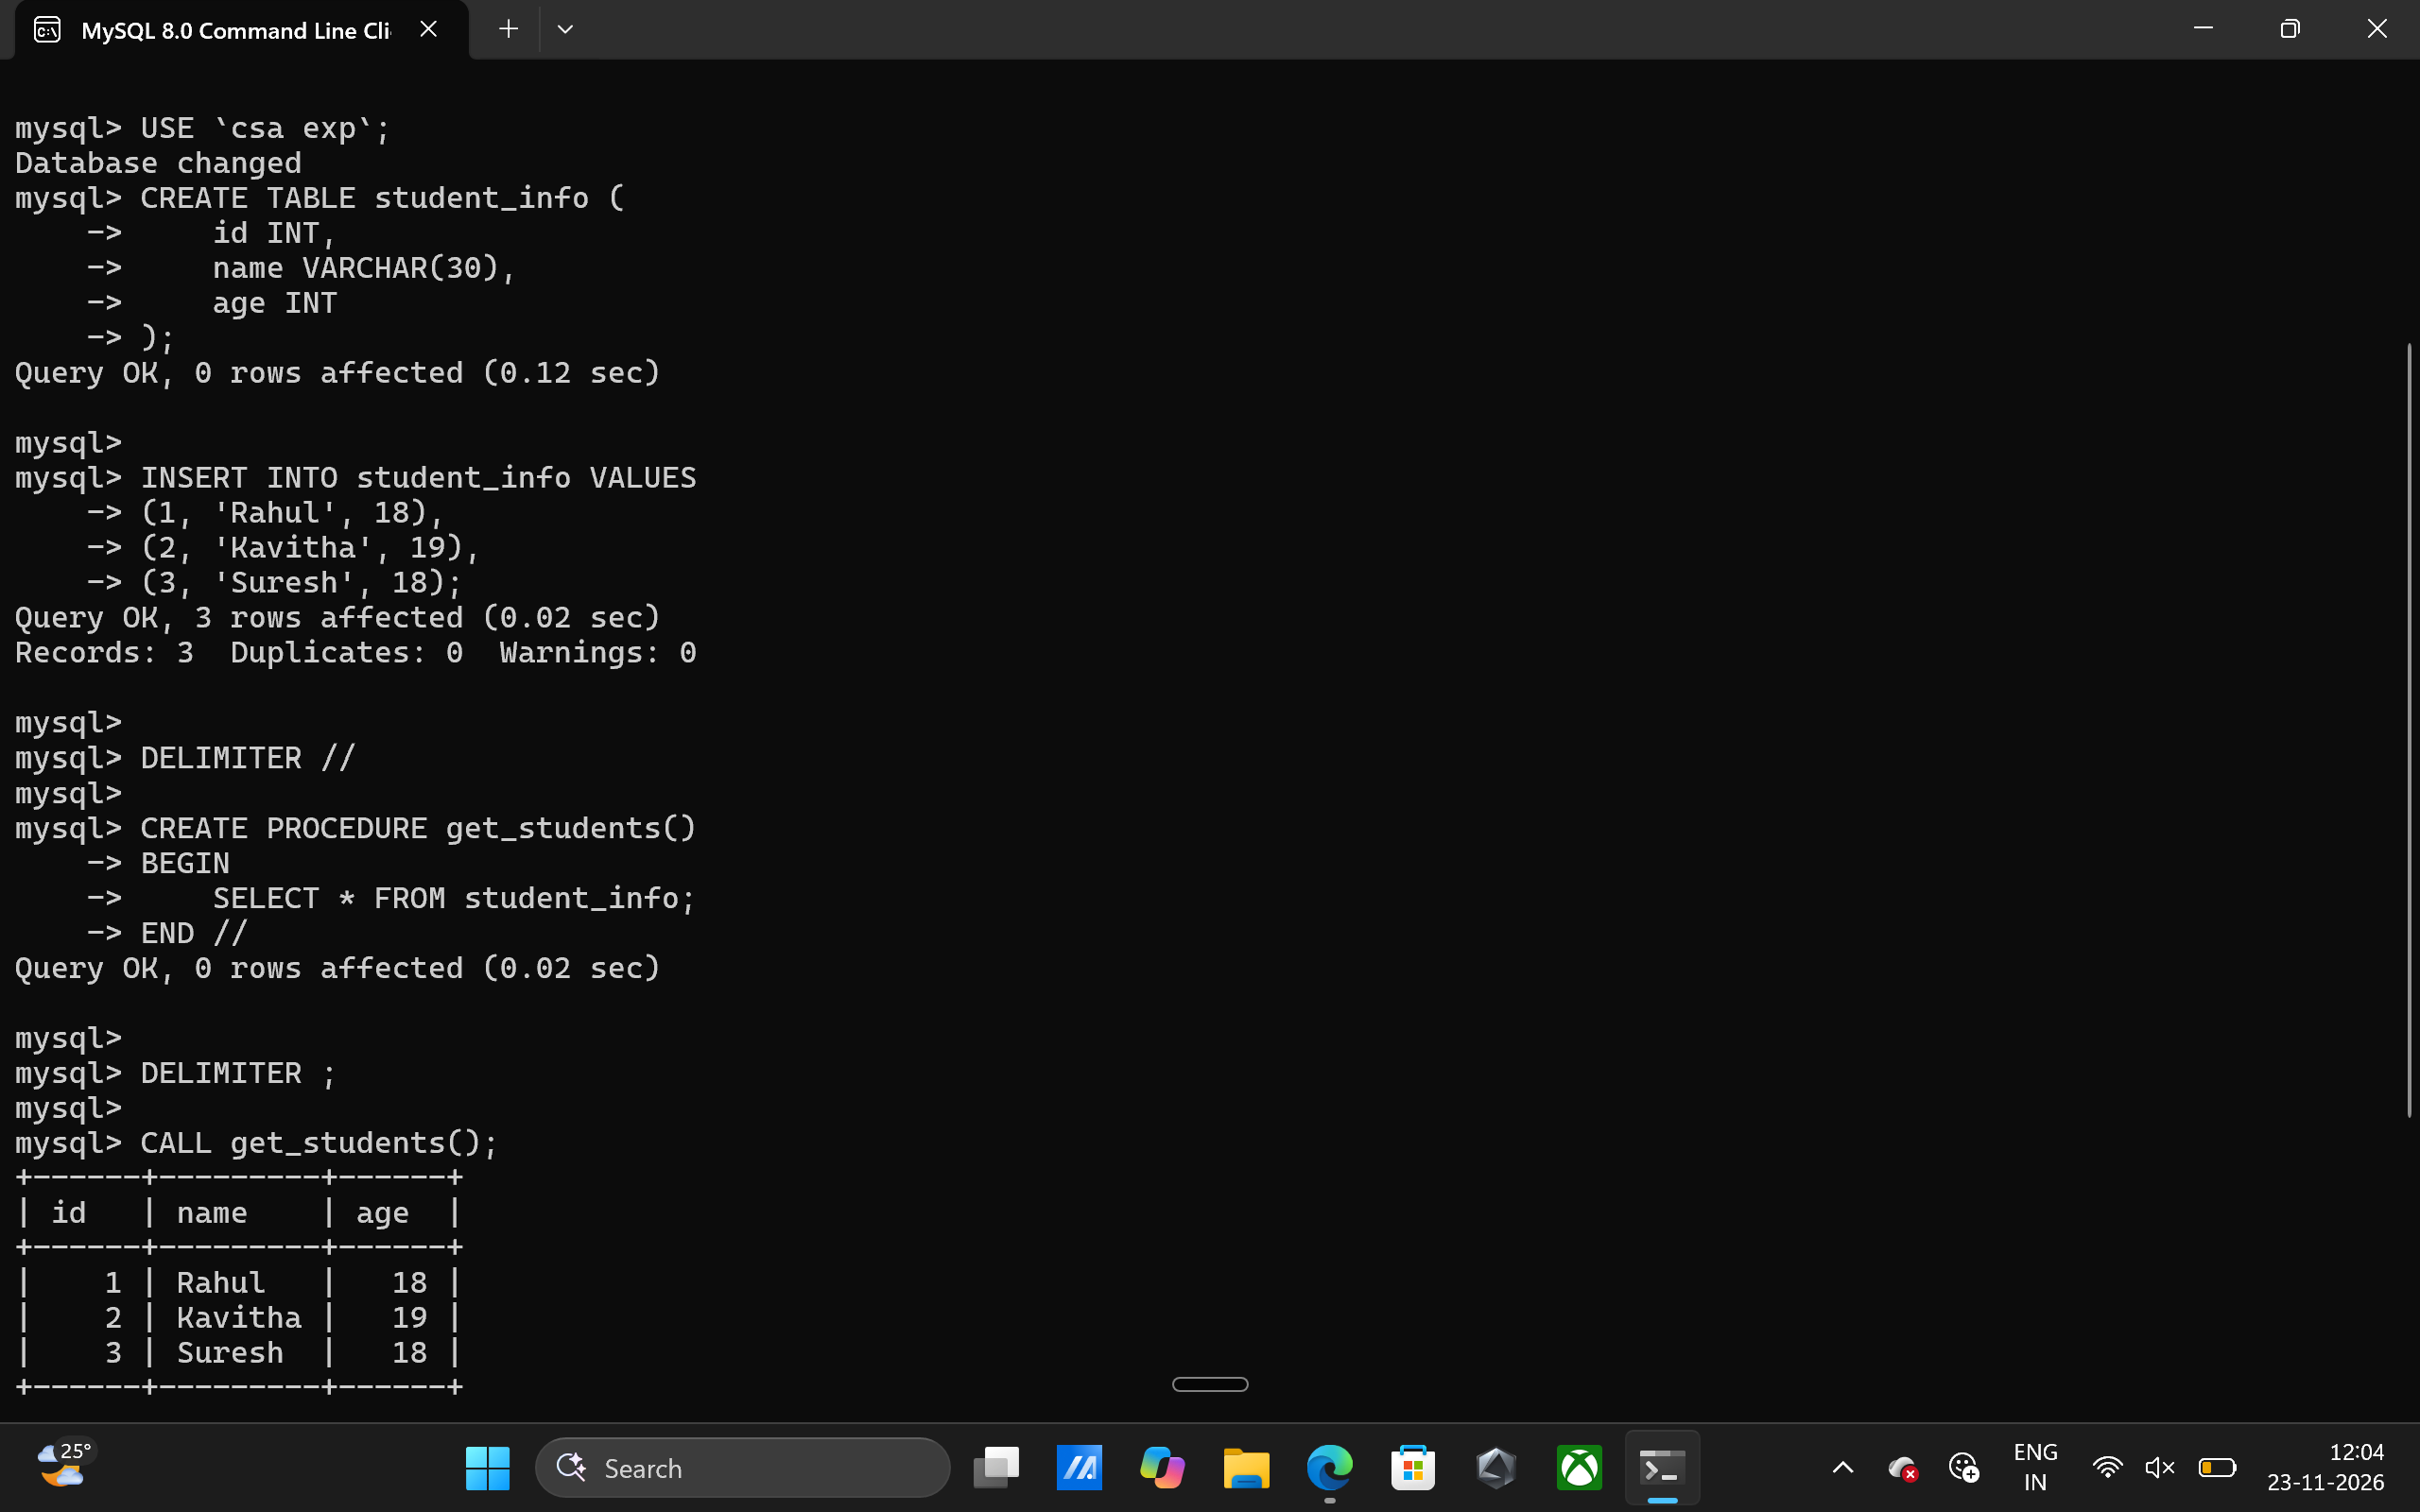 MySQL 8.0 Command Line Cli
mysql> USE `csa exp`;
Database changed
mysql> CREATE TABLE student_info (
    ->     id INT,
    ->     name VARCHAR(30),
    ->     age INT
    -> );
Query OK, 0 rows affected (0.12 sec)
mysql>
mysql> INSERT INTO student_info VALUES
    -> (1, 'Rahul', 18),
    -> (2, 'Kavitha', 19),
    -> (3, 'Suresh', 18);
Query OK, 3 rows affected (0.02 sec)
Records: 3  Duplicates: 0  Warnings: 0
mysql>
mysql> DELIMITER //
mysql>
mysql> CREATE PROCEDURE get_students()
    -> BEGIN
    ->     SELECT * FROM student_info;
    -> END //
Query OK, 0 rows affected (0.02 sec)
mysql>
mysql> DELIMITER ;
mysql>
mysql> CALL get_students();
+------+---------+------+
| id   | name    | age  |
+------+---------+------+
|    1 | Rahul   |   18 |
|    2 | Kavitha |   19 |
|    3 | Suresh  |   18 |
+------+---------+------+
25°
Search
ENG
IN
12:04
23-11-2026